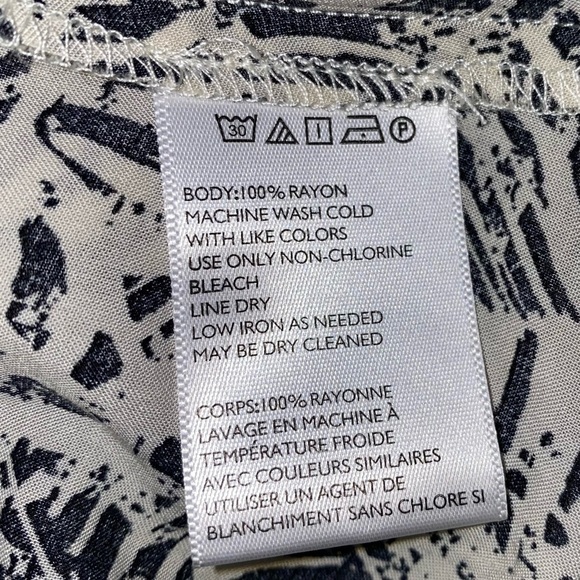 30 P
BODY:100% RAYON
MACHINE WASH COLD
WITH LIKE COLORS
USE ONLY NON-CHLORINE
BLEACH
LINE DRY
LOW IRON AS NEEDED
MAY BE DRY CLEANED
CORPS:100% RAYONNE
LAVAGE EN MACHINE À
TEMPÉRATURE FROIDE
AVEC COULEURS SIMILAIRES
UTILISER UN AGENT DE
BLANCHIMENT SANS CHLORE SI